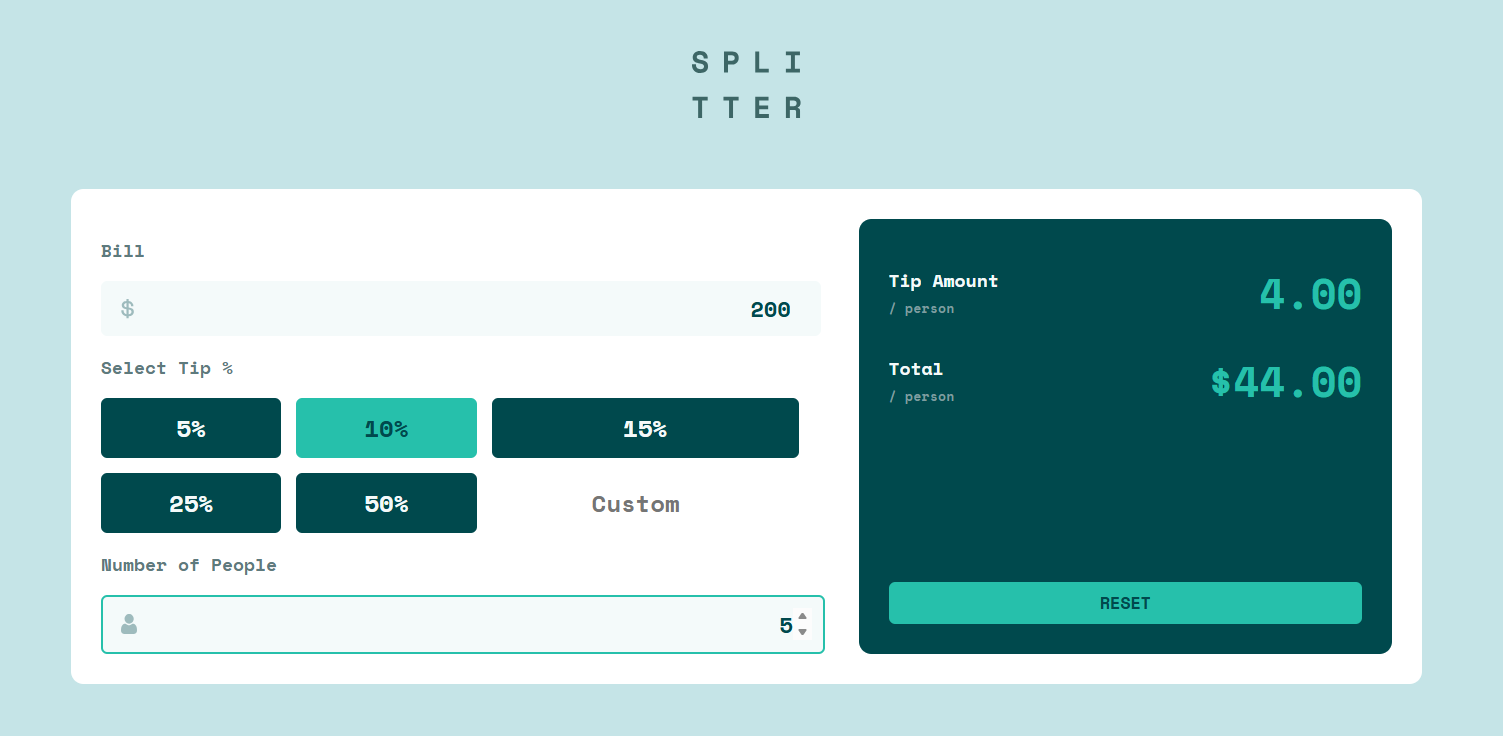 S P L I
T T E R
Bill
$ 200
Select Tip %
5% 10% 15%
25% 50% Custom
Number of People
5
Tip Amount 4.00
/ person
Total $44.00
/ person
RESET